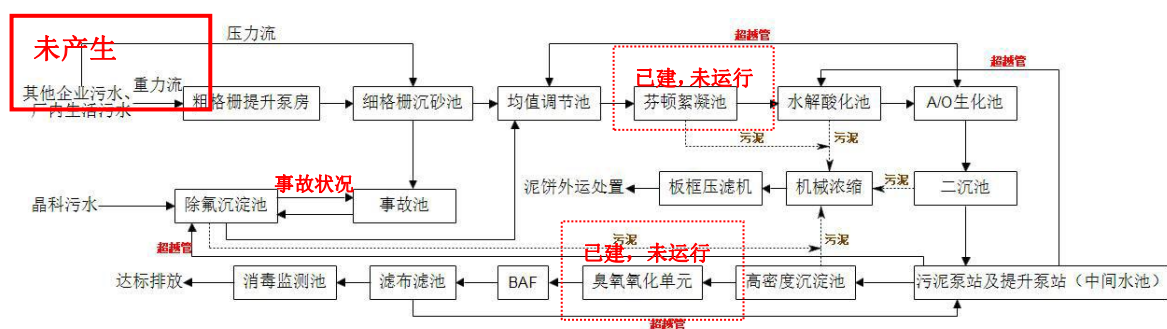 未产生
压力流
超越管
超越管
其他企业污水、
厂内生活污水
重力流
已建,未运行
粗格栅提升泵房
细格栅沉砂池
均值调节池
芬顿絮凝池
水解酸化池
A/O生化池
污泥
污泥
事故状况
泥饼外运处置
板框压滤机
机械浓缩
污泥
二沉池
晶科污水
除氟沉淀池
事故池
超越管
污泥
已建,未运行
污泥
达标排放
消毒监测池
滤布滤池
BAF
臭氧氧化单元
高密度沉淀池
污泥泵站及提升泵站(中间水池)
超越管